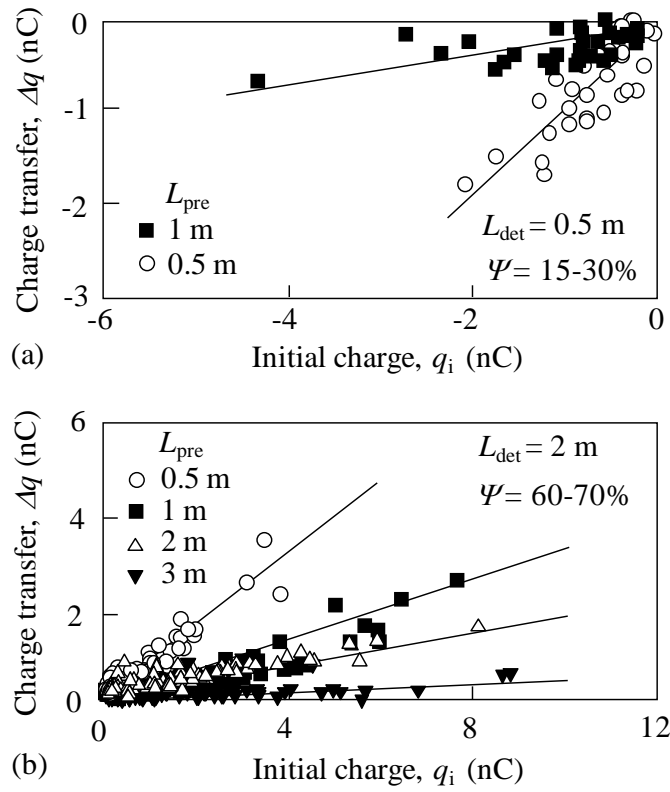 0
-1
-2
-3
Charge transfer, Δq (nC)
L_pre
1 m
0.5 m
L_det = 0.5 m
Ψ = 15-30%
-6
-4
-2
0
(a)
Initial charge, q_i (nC)
6
4
2
0
Charge transfer, Δq (nC)
L_pre
0.5 m
1 m
2 m
3 m
L_det = 2 m
Ψ = 60-70%
0
4
8
12
(b)
Initial charge, q_i (nC)